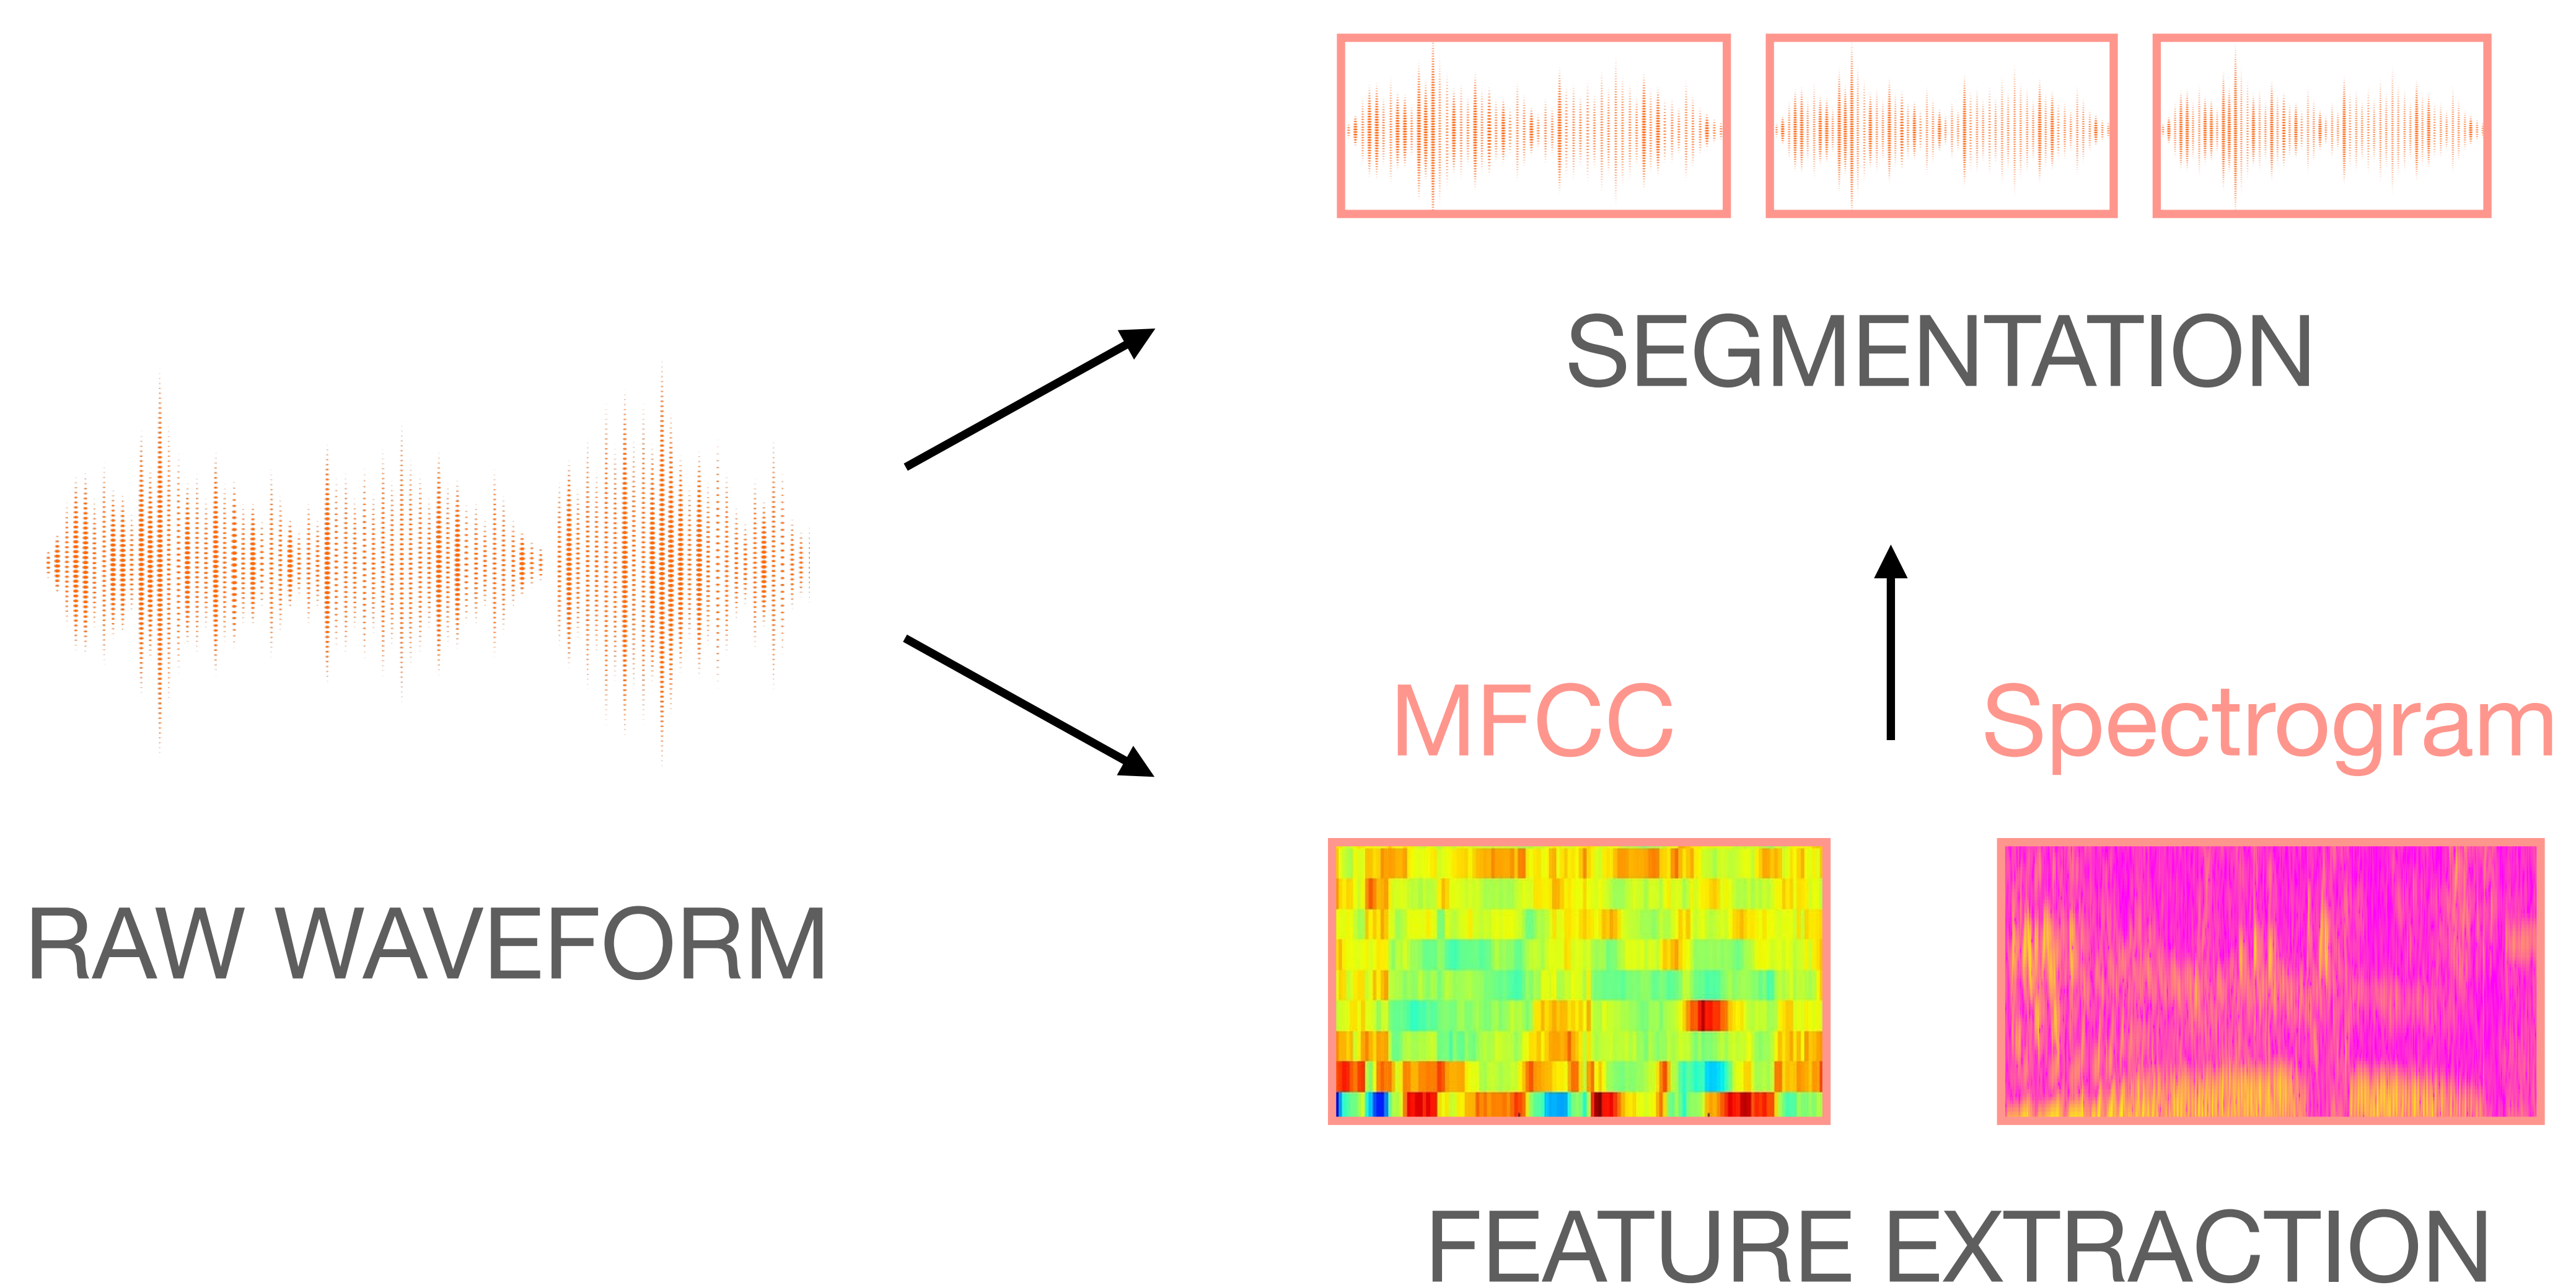 SEGMENTATION
MFCC
Spectrogram
RAW WAVEFORM
FEATURE EXTRACTION